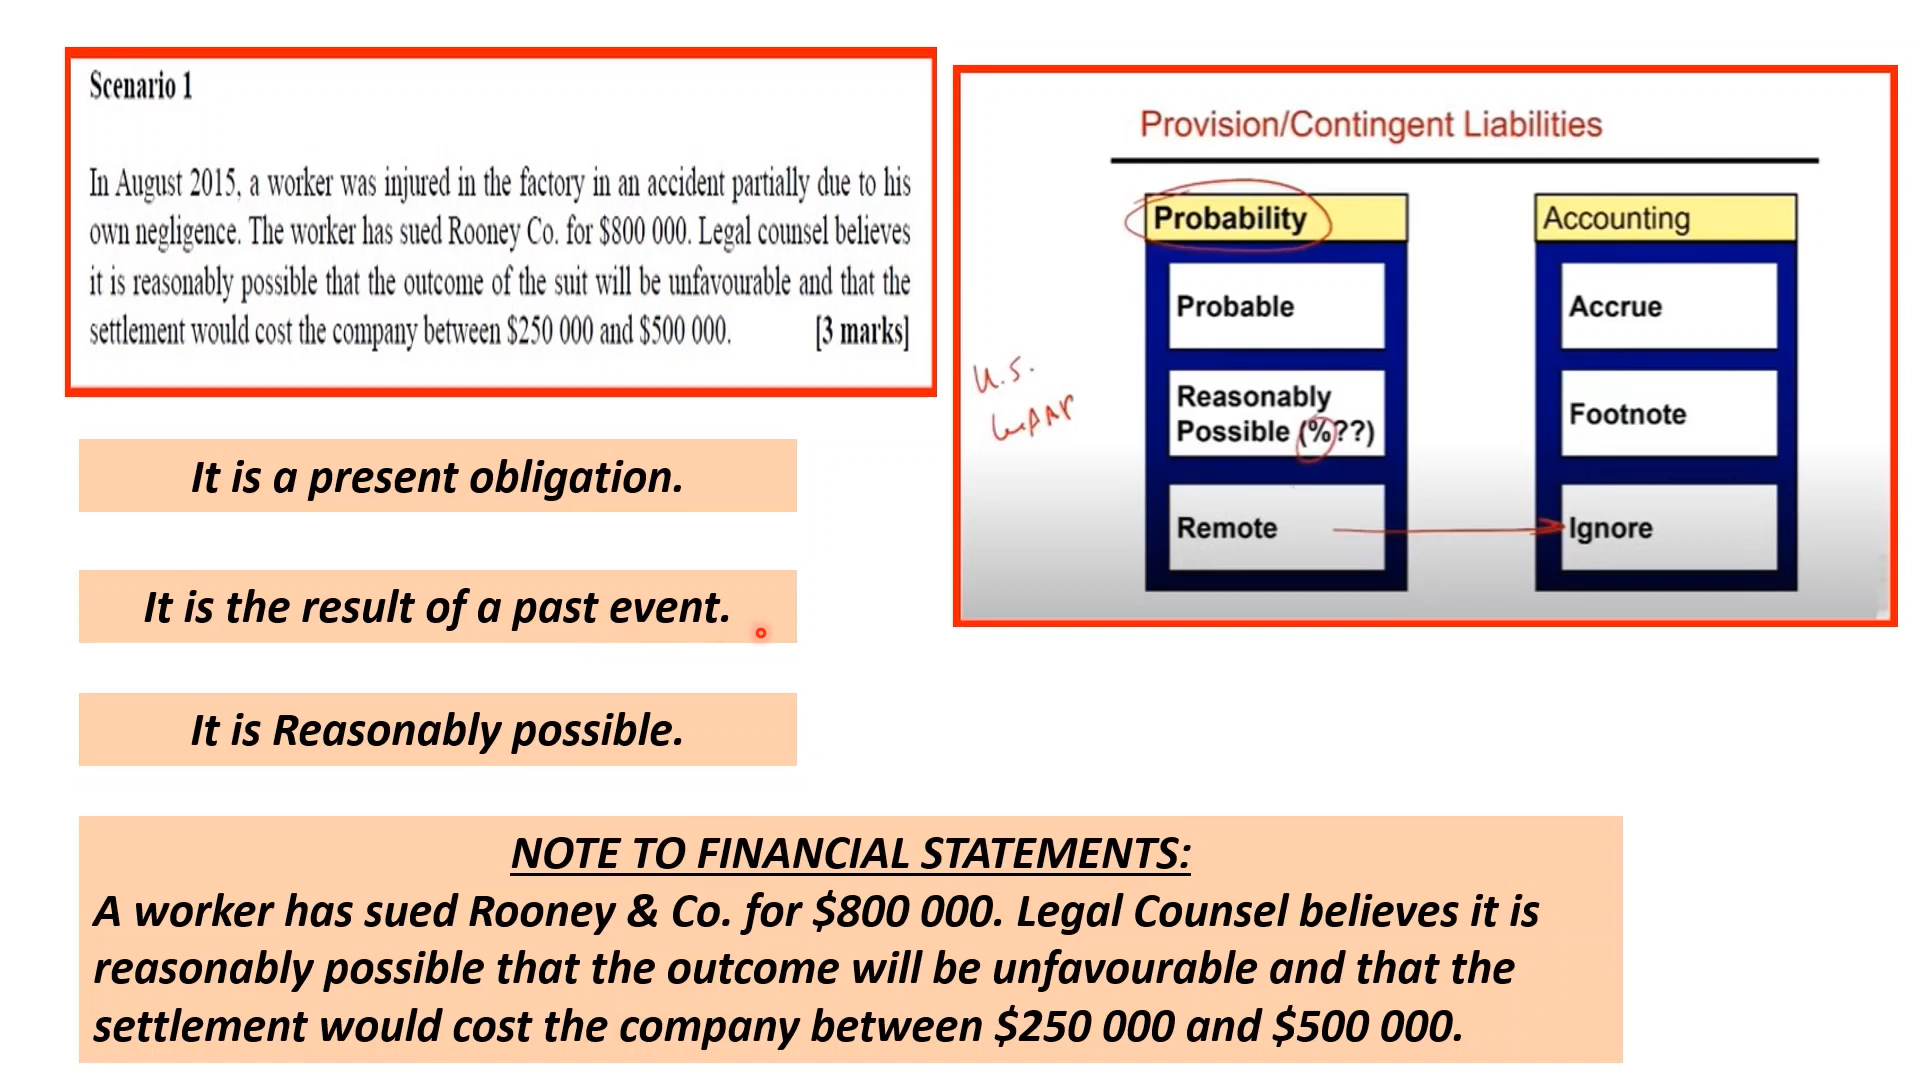 Scenario 1
In August 2015, a worker was injured in the factory in an accident partially due to his
own negligence. The worker has sued Rooney Co. for $800 000. Legal counsel believes
it is reasonably possible that the outcome of the suit will be unfavourable and that the
settlement would cost the company between $250 000 and $500 000. [3 marks]
Provision/Contingent Liabilities
Probability
Accounting
Probable
Accrue
Reasonably
Possible (%??)
Footnote
Remote
Ignore
U.S.
GAAP
It is a present obligation.
It is the result of a past event.
It is Reasonably possible.
NOTE TO FINANCIAL STATEMENTS:
A worker has sued Rooney & Co. for $800 000. Legal Counsel believes it is
reasonably possible that the outcome will be unfavourable and that the
settlement would cost the company between $250 000 and $500 000.